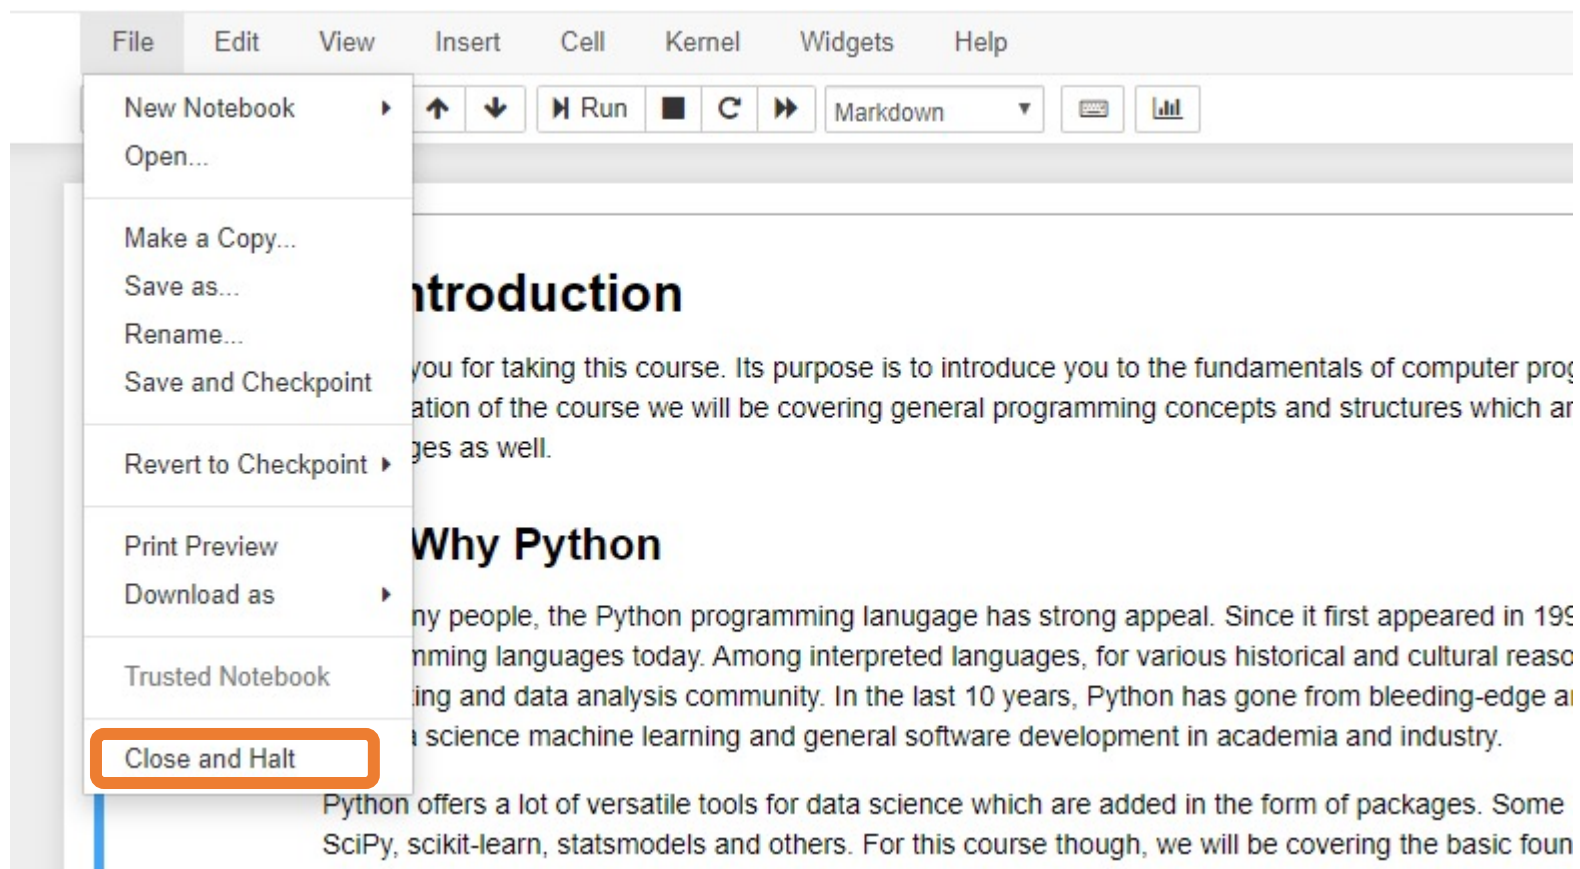 File Edit View Insert Cell Kernel Widgets Help
New Notebook
Run
Markdown
Open...
Make a Copy...
Save as...
Rename...
Save and Checkpoint
Revert to Checkpoint
Print Preview
Download as
Trusted Notebook
Close and Halt
ntroduction
you for taking this course. Its purpose is to introduce you to the fundamentals of computer prog
ation of the course we will be covering general programming concepts and structures which ar
ges as well.
Why Python
ny people, the Python programming lanugage has strong appeal. Since it first appeared in 199
mming languages today. Among interpreted languages, for various historical and cultural reaso
ing and data analysis community. In the last 10 years, Python has gone from bleeding-edge a
science machine learning and general software development in academia and industry.
Python offers a lot of versatile tools for data science which are added in the form of packages. Some
SciPy, scikit-learn, statsmodels and others. For this course though, we will be covering the basic foun